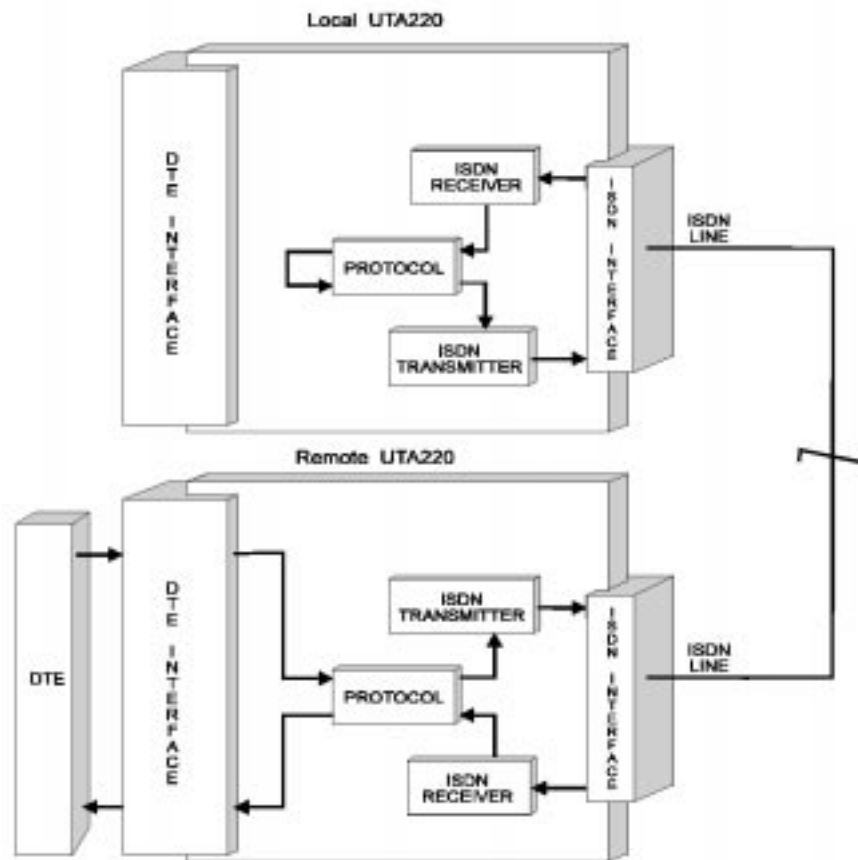 Local UTA220
DTE INTERFACE
ISDN
RECEIVER
ISDN INTERFACE
ISDN
LINE
PROTOCOL
ISDN
TRANSMITTER
Remote UTA220
DTE
DTE INTERFACE
ISDN
TRANSMITTER
ISDN INTERFACE
ISDN
LINE
PROTOCOL
ISDN
RECEIVER